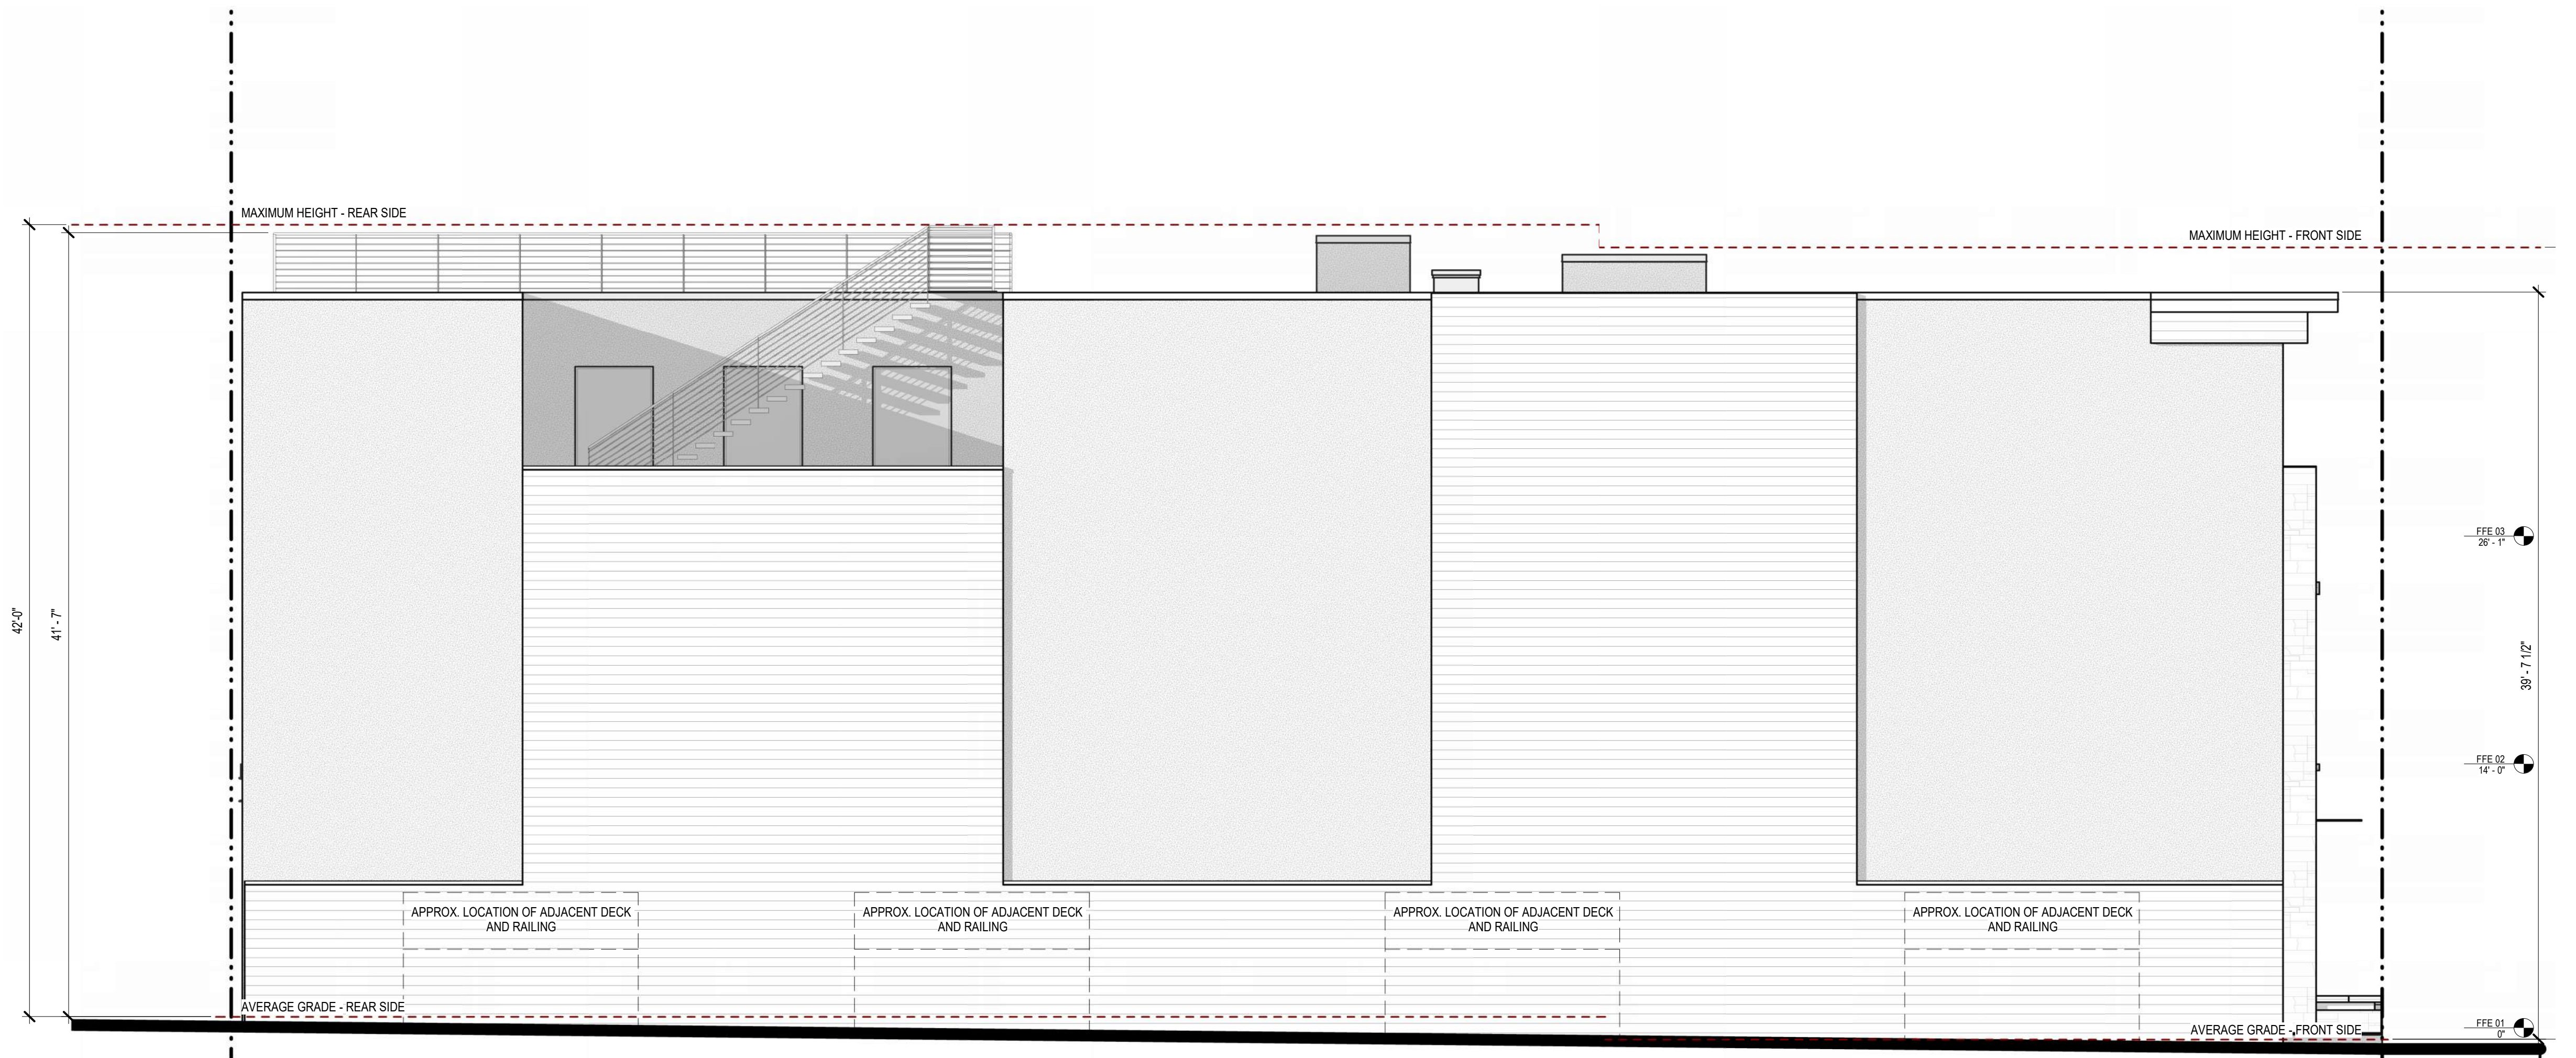 MAXIMUM HEIGHT - REAR SIDE
MAXIMUM HEIGHT - FRONT SIDE
42'-0"
41' - 7"
39' - 7 1/2"
FFE 03
26' - 1"
FFE 02
14' - 0"
APPROX. LOCATION OF ADJACENT DECK
AND RAILING
APPROX. LOCATION OF ADJACENT DECK
AND RAILING
APPROX. LOCATION OF ADJACENT DECK
AND RAILING
APPROX. LOCATION OF ADJACENT DECK
AND RAILING
AVERAGE GRADE - REAR SIDE
AVERAGE GRADE - FRONT SIDE
FFE 01
0"